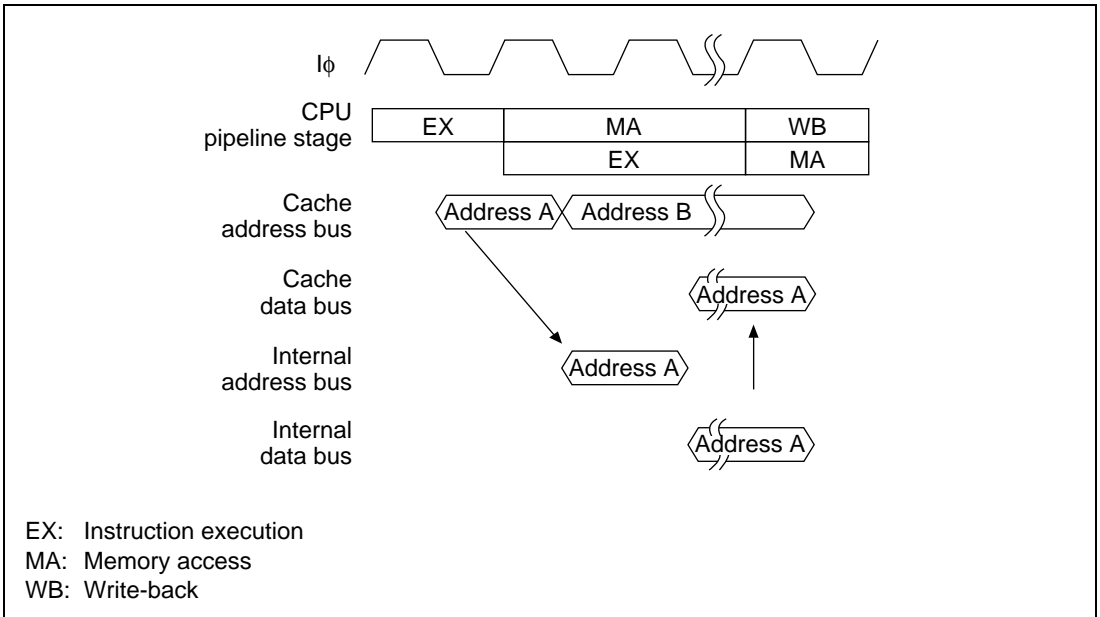 Iϕ
CPU
pipeline stage
EX MA WB
EX MA
Cache
address bus
Address A Address B
Cache
data bus
Address A
Internal
address bus
Address A
Internal
data bus
Address A
EX: Instruction execution
MA: Memory access
WB: Write-back